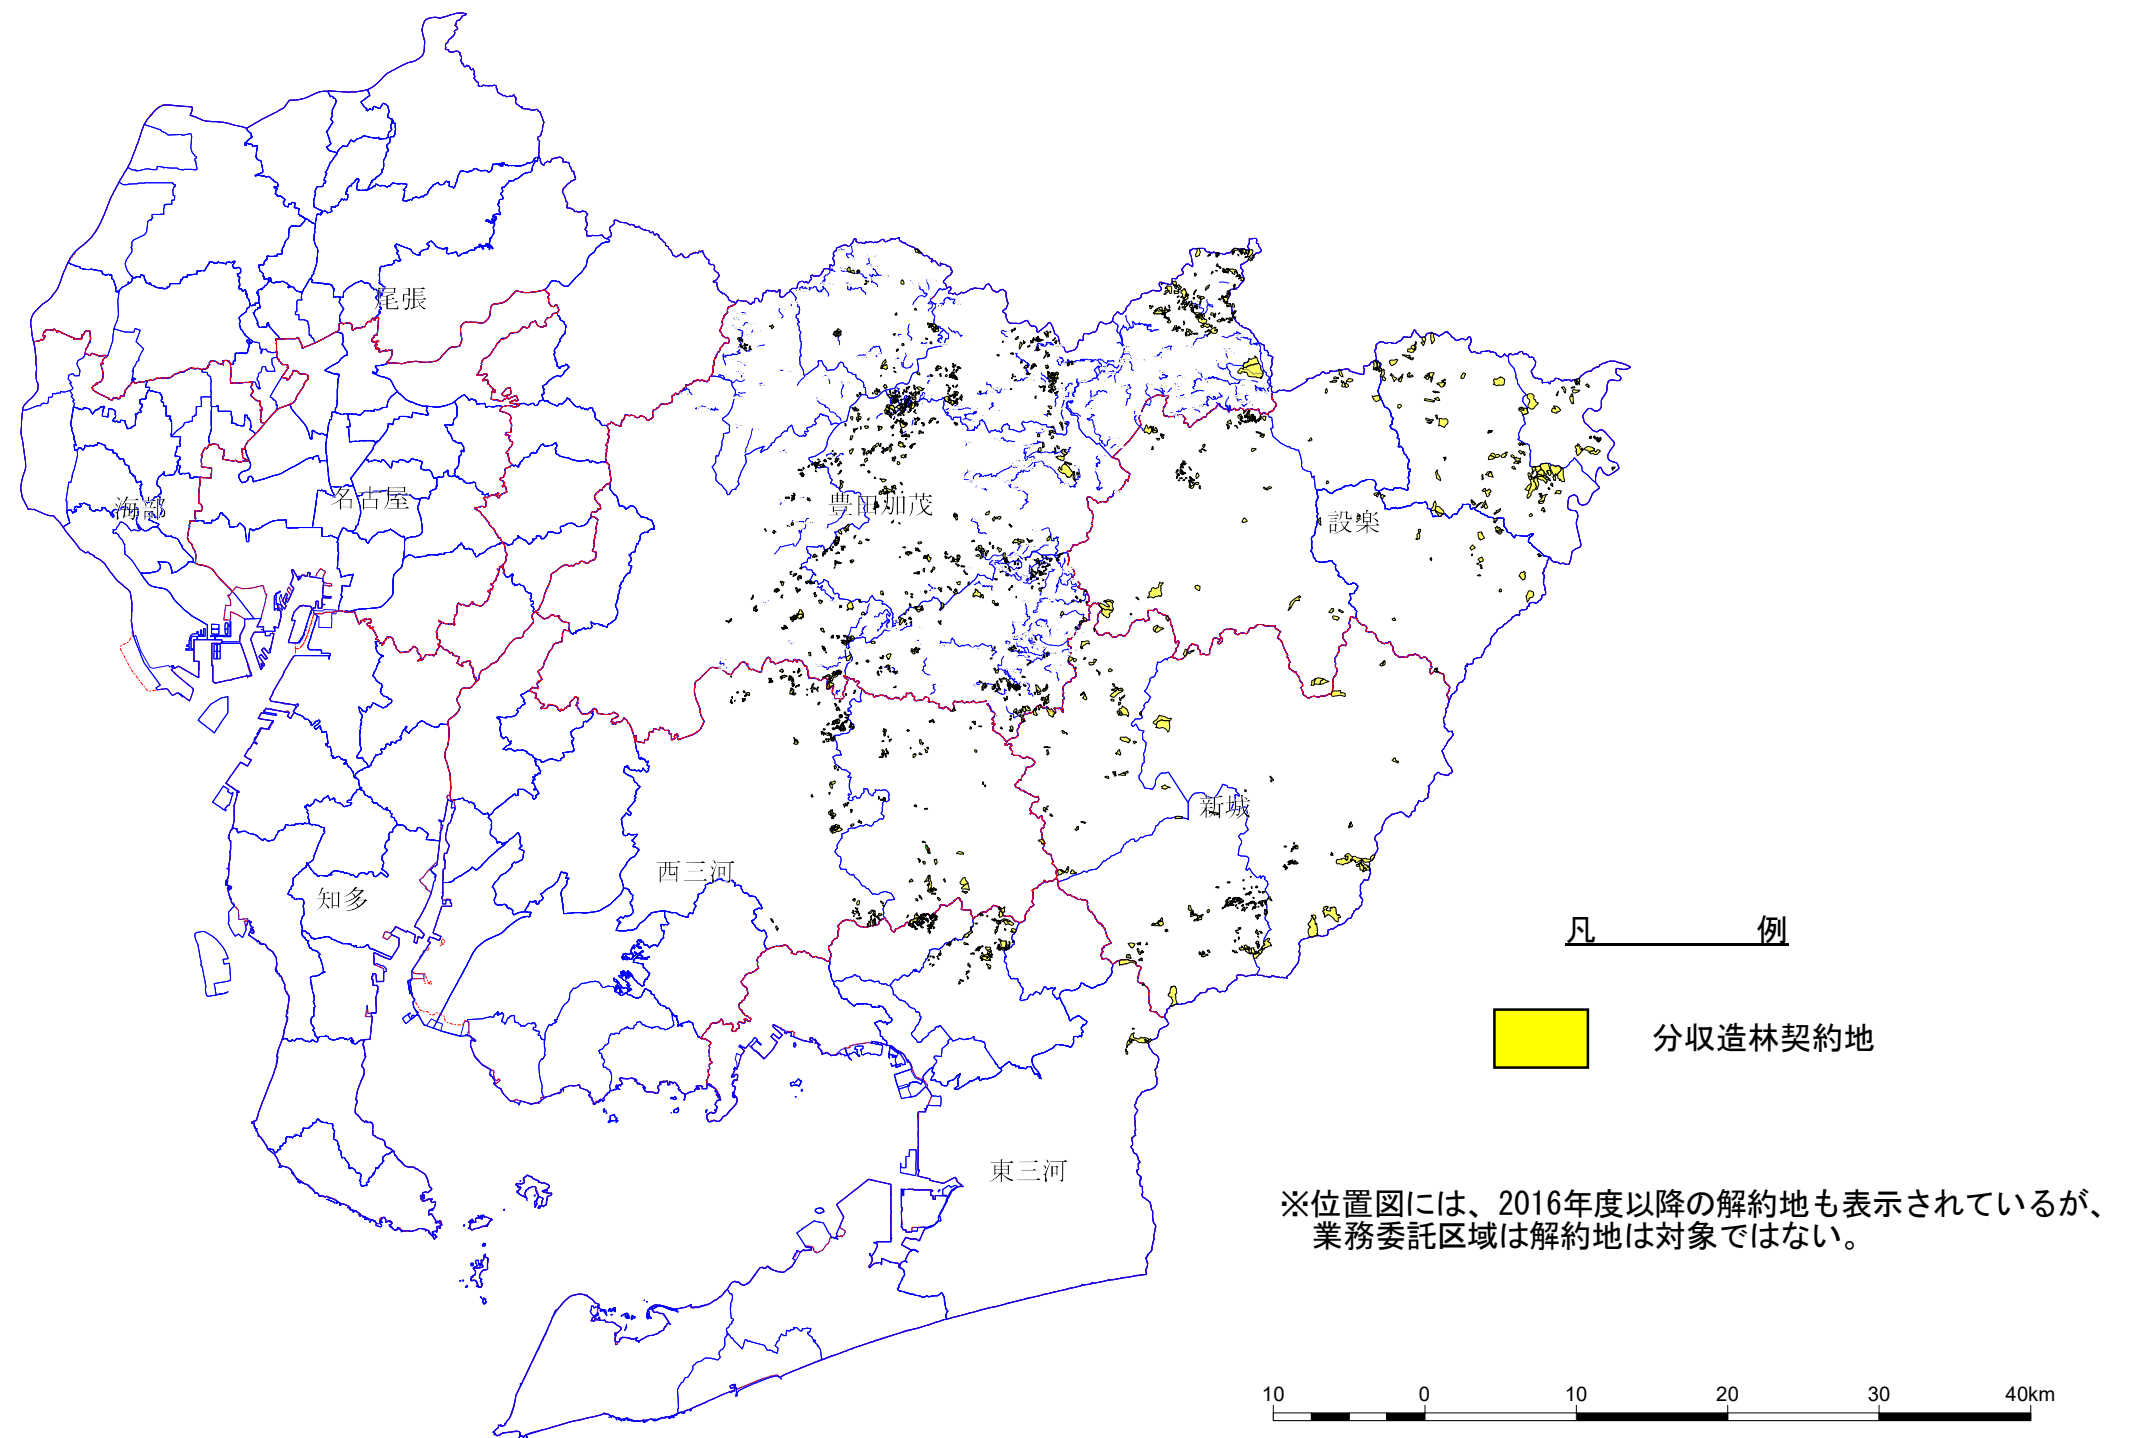 尾張
海部
名古屋
豊田加茂
設楽
新城
西三河
知多
東三河
凡 例
分収造林契約地
※位置図には、2016年度以降の解約地も表示されているが、
業務委託区域は解約地は対象ではない。
10 0 10 20 30 40km